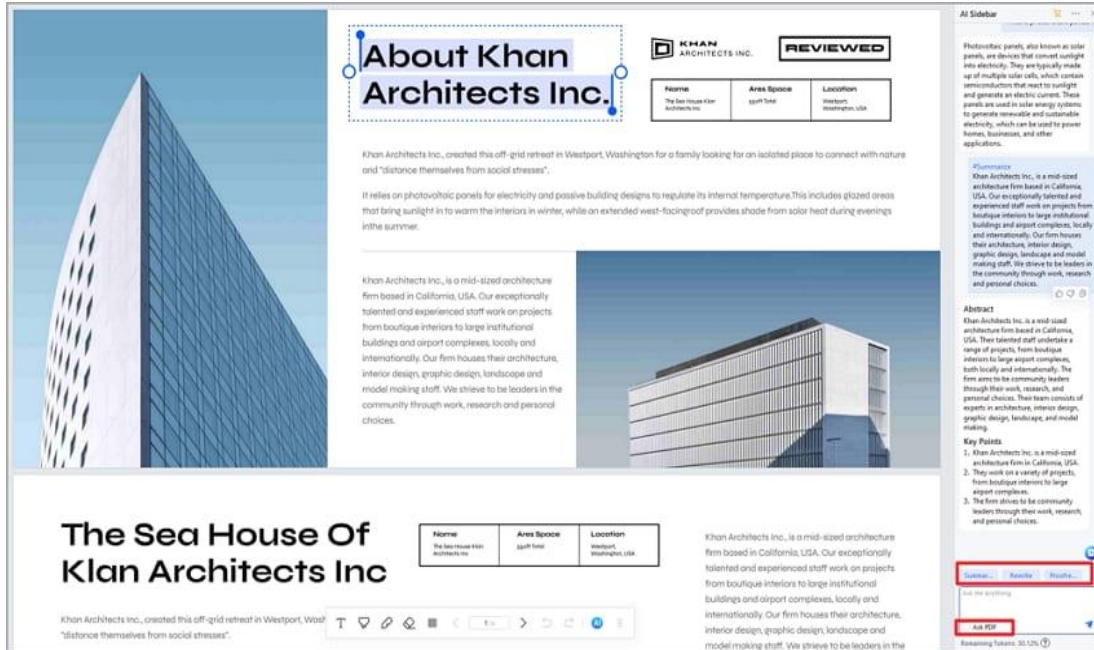 About Khan
Architects Inc.
KHAN
ARCHITECTS INC.
REVIEWED
Name
The Sea House Klan
Architects Inc
Ares Space
550ft Total
Location
Westport,
Washington, USA
Khan Architects Inc., created this off-grid retreat in Westport, Washington for a family looking for an isolated place to connect with nature
and "distance themselves from social stresses".
It relies on photovoltaic panels for electricity and passive building designs to regulate its internal temperature.This includes glazed areas
that bring sunlight in to warm the interiors in winter, while an extended west-facingroof provides shade from solar heat during evenings
inthe summer.
Khan Architects Inc., is a mid-sized architecture
firm based in California, USA. Our exceptionally
talented and experienced staff work on projects
from boutique interiors to large institutional
buildings and airport complexes, locally and
internationally. Our firm houses their architecture,
interior design, graphic design, landscape and
model making staff. We strieve to be leaders in the
community through work, research and personal
choices.
The Sea House Of
Klan Architects Inc
Name
The Sea House Klan
Architects Inc
Ares Space
550ft Total
Location
Westport,
Washington, USA
Khan Architects Inc., created this off-grid retreat in Westport, Wash
"distance themselves from social stresses".
Khan Architects Inc., is a mid-sized architecture
firm based in California, USA. Our exceptionally
talented and experienced staff work on projects
from boutique interiors to large institutional
buildings and airport complexes, locally and
internationally. Our firm houses their architecture,
interior design, graphic design, landscape and
model making staff. We strieve to be leaders in the
AI Sidebar
Photovoltaic panels, also known as solar
panels, are devices that convert sunlight
into electricity. They are typically made
up of multiple solar cells, which contain
semiconductors that react to sunlight
and generate an electric current. These
panels are used in solar energy systems
to generate renewable and sustainable
electricity, which can be used to power
homes, businesses, and other
applications.
#Summarize
Khan Architects Inc., is a mid-sized
architecture firm based in California,
USA. Our exceptionally talented and
experienced staff work on projects from
boutique interiors to large institutional
buildings and airport complexes, locally
and internationally. Our firm houses
their architecture, interior design,
graphic design, landscape and model
making staff. We strieve to be leaders in
the community through work, research
and personal choices.
Abstract
Khan Architects Inc. is a mid-sized
architecture firm based in California,
USA. Their talented staff undertake a
range of projects, from boutique
interiors to large airport complexes,
both locally and internationally. The
firm aims to be community leaders
through their work, research, and
personal choices. Their team consists of
experts in architecture, interior design,
graphic design, landscape, and model
making.
Key Points
1. Khan Architects Inc. is a mid-sized
architecture firm in California, USA.
2. They work on a variety of projects,
from boutique interiors to large
airport complexes.
3. The firm strives to be community
leaders through their work, research,
and personal choices.
Summar... Rewrite Proofre...
Ask me anything
Ask PDF
Remaining Tokens: 30.12%
AI